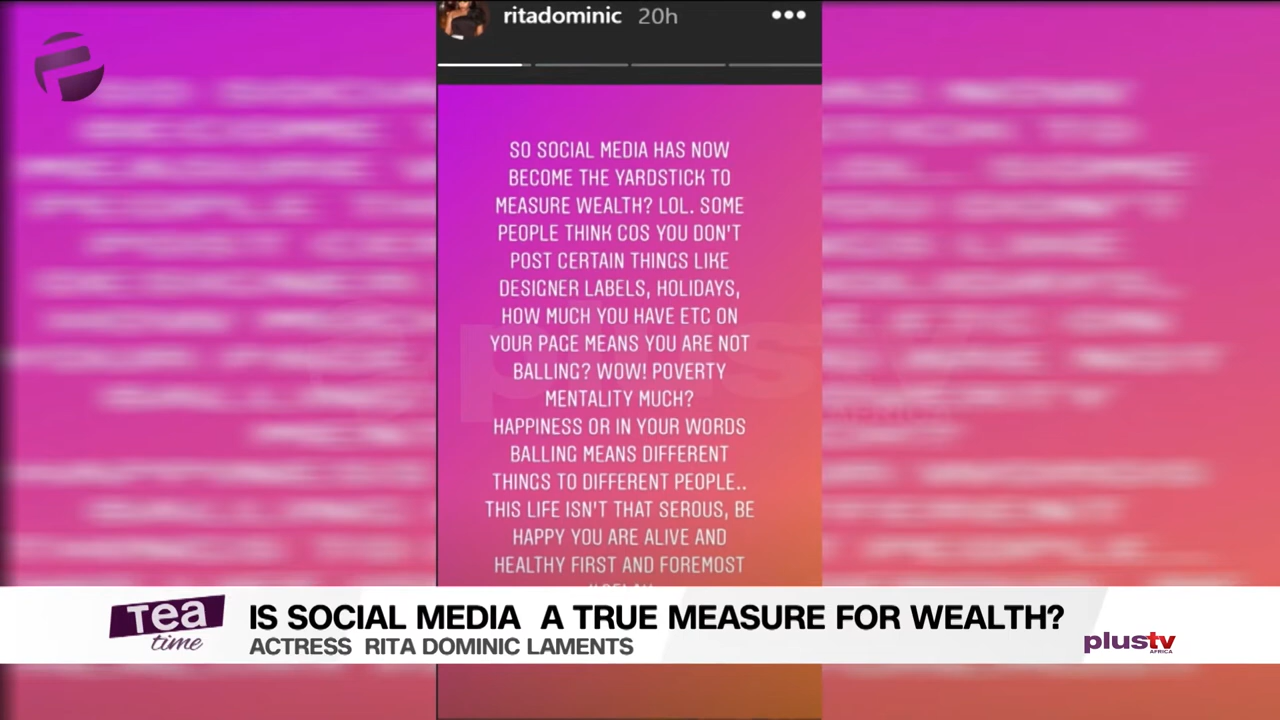 ritadominic 20h
SO SOCIAL MEDIA HAS NOW
BECOME THE YARDSTICK TO
MEASURE WEALTH? LOL. SOME
PEOPLE THINK COS YOU DON'T
POST CERTAIN THINGS LIKE
DESIGNER LABELS, HOLIDAYS,
HOW MUCH YOU HAVE ETC ON
YOUR PAGE MEANS YOU ARE NOT
BALLING? WOW! POVERTY
MENTALITY MUCH?
HAPPINESS OR IN YOUR WORDS
BALLING MEANS DIFFERENT
THINGS TO DIFFERENT PEOPLE..
THIS LIFE ISN'T THAT SEROUS, BE
HAPPY YOU ARE ALIVE AND
HEALTHY FIRST AND FOREMOST
Tea
time
IS SOCIAL MEDIA A TRUE MEASURE FOR WEALTH?
ACTRESS RITA DOMINIC LAMENTS
plustv
AFRICA